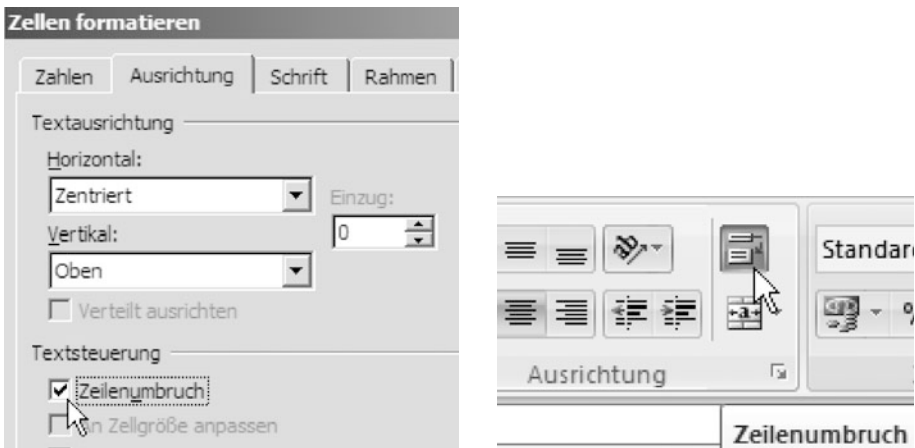 Zellen formatieren
Zahlen Ausrichtung Schrift Rahmen
Textausrichtung
Horizontal:
Zentriert
Einzug:
0
Vertikal:
Oben
Verteilt ausrichten
Textsteuerung
Zeilenumbruch
An Zellgröße anpassen
Standard
Ausrichtung
Zeilenumbruch